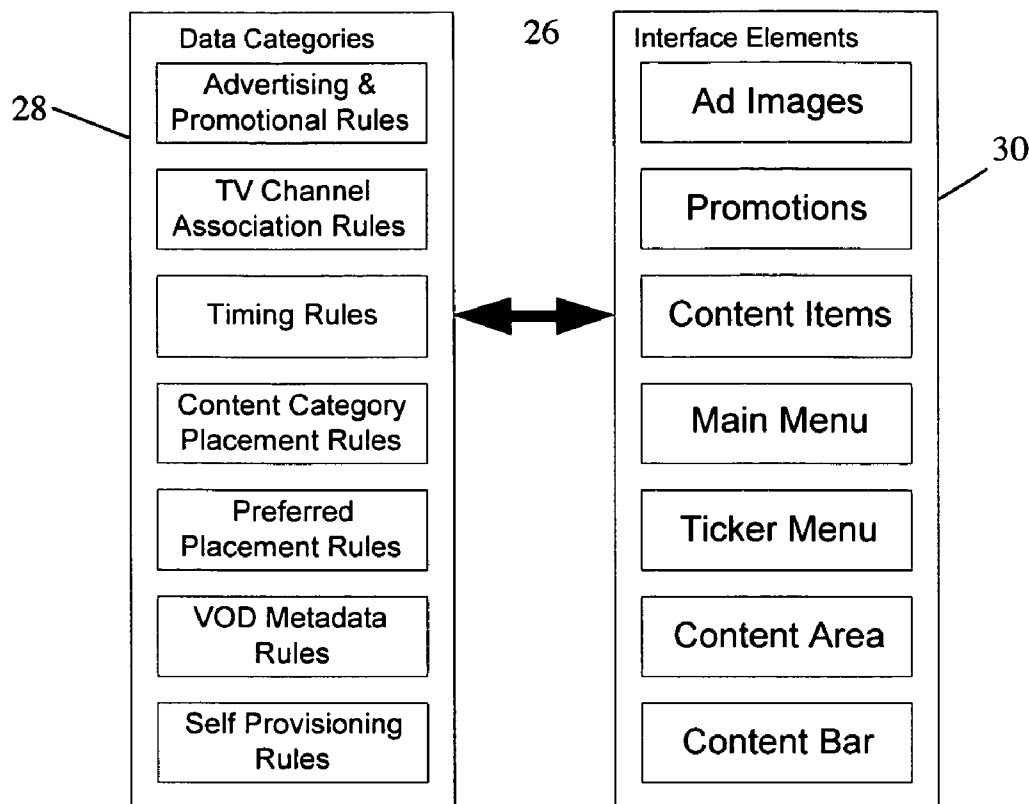 28
Data Categories
Advertising &
Promotional Rules
TV Channel
Association Rules
Timing Rules
Content Category
Placement Rules
Preferred
Placement Rules
VOD Metadata
Rules
Self Provisioning
Rules
26
Interface Elements
Ad Images
Promotions
Content Items
Main Menu
Ticker Menu
Content Area
Content Bar
30